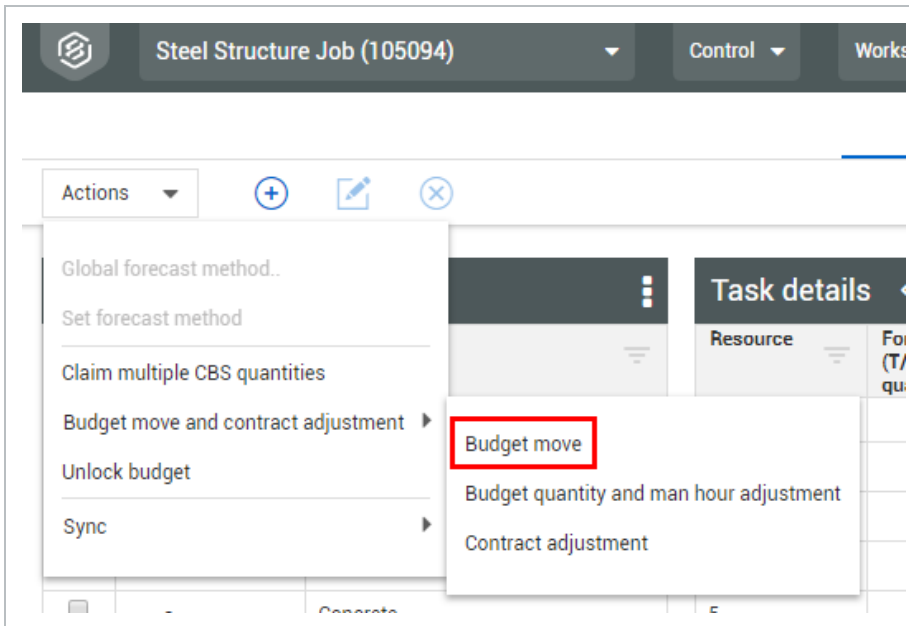 Steel Structure Job (105094)
Control
Works
Actions
Global forecast method..
Set forecast method
Claim multiple CBS quantities
Budget move and contract adjustment
Unlock budget
Sync
Budget move
Budget quantity and man hour adjustment
Contract adjustment
Task details
Resource
For
(T/
qua
Concrete
5